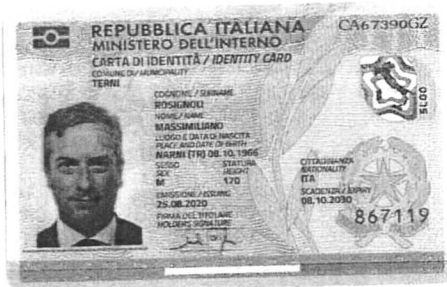 REPUBBLICA ITALIANA
CA67390GZ
MINISTERO DELL'INTERNO
CARTA DI IDENTITÀ / IDENTITY CARD
COMUNE DI / MUNICIPALITY
TERNI
COGNOME / SURNAME
ROSIGNOLI
NOME / NAME
MASSIMILIANO
LUOGO E DATA DI NASCITA
PLACE AND DATE OF BIRTH
NARNI (TR) 08.10.1966
SESSO STATURA CITTADINANZA
SEX HEIGHT NATIONALITY
M 170 ITA
EMISSIONE / ISSUING SCADENZA / EXPIRY
25.08.2020 08.10.2030
FIRMA DEL TITOLARE
HOLDER'S SIGNATURE
867119